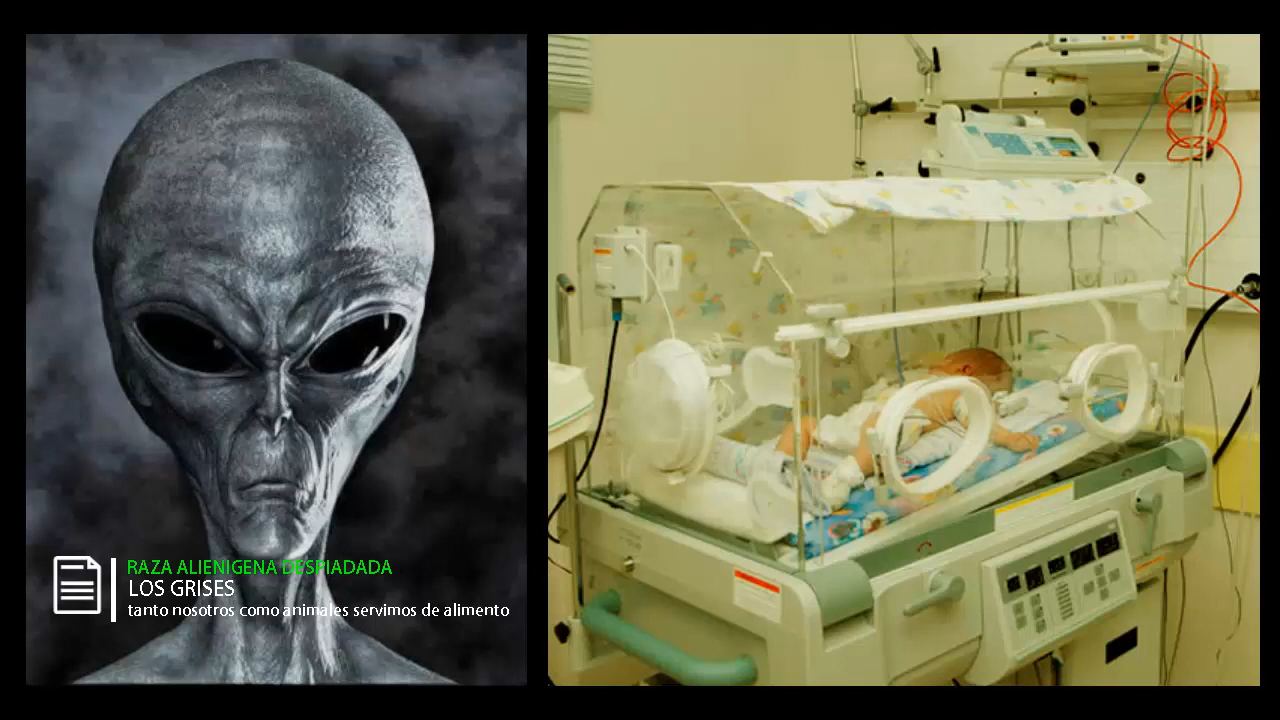 RAZA ALIENIGENA DESPIADADA
LOS GRISES
tanto nosotros como animales servimos de alimento